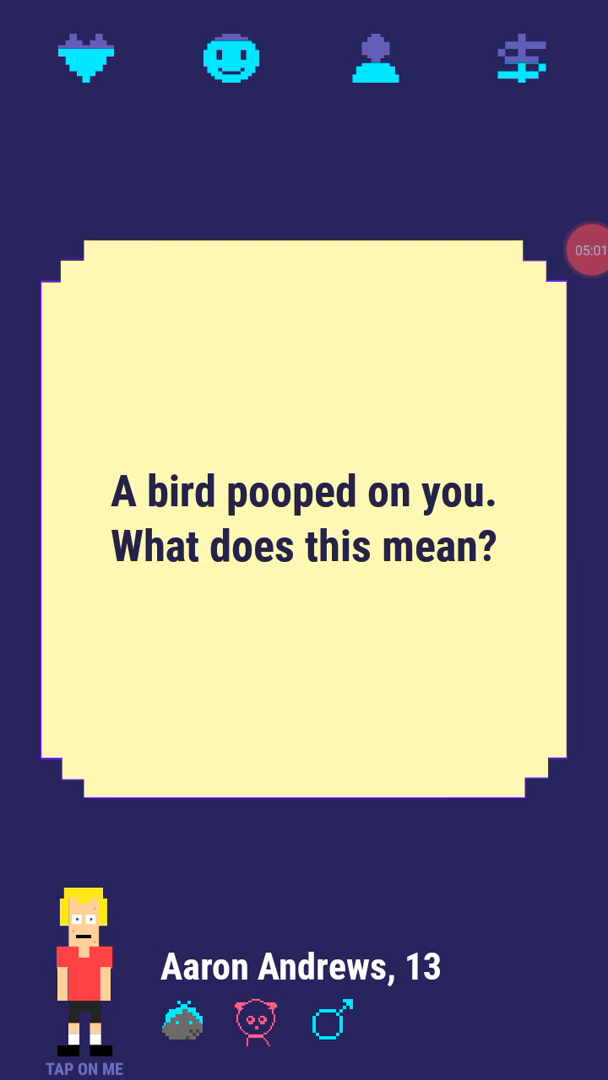 05:01
A bird pooped on you.
What does this mean?
Aaron Andrews, 13
TAP ON ME